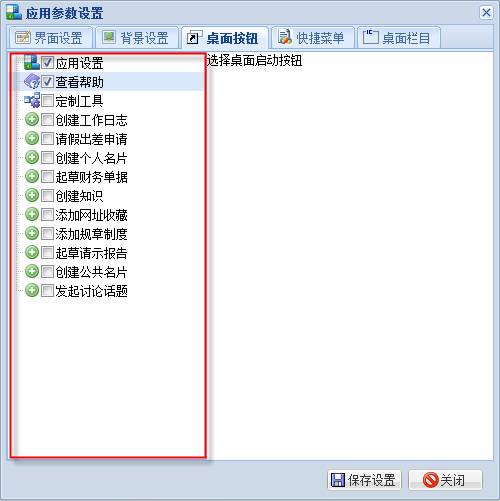 应用参数设置
界面设置 背景设置 桌面按钮 快捷菜单 桌面栏目
应用设置 选择桌面启动按钮
查看帮助
定制工具
创建工作日志
请假出差申请
创建个人名片
起草财务单据
创建知识
添加网址收藏
添加规章制度
起草请示报告
创建公共名片
发起讨论话题
保存设置 关闭